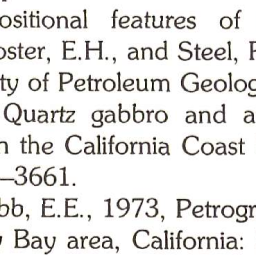 ositional features of
oster, E.H., and Steel, R
ty of Petroleum Geolog
Quartz gabbro and a
n the California Coast
–3661.
bb, E.E., 1973, Petrogr
Bay area, California: